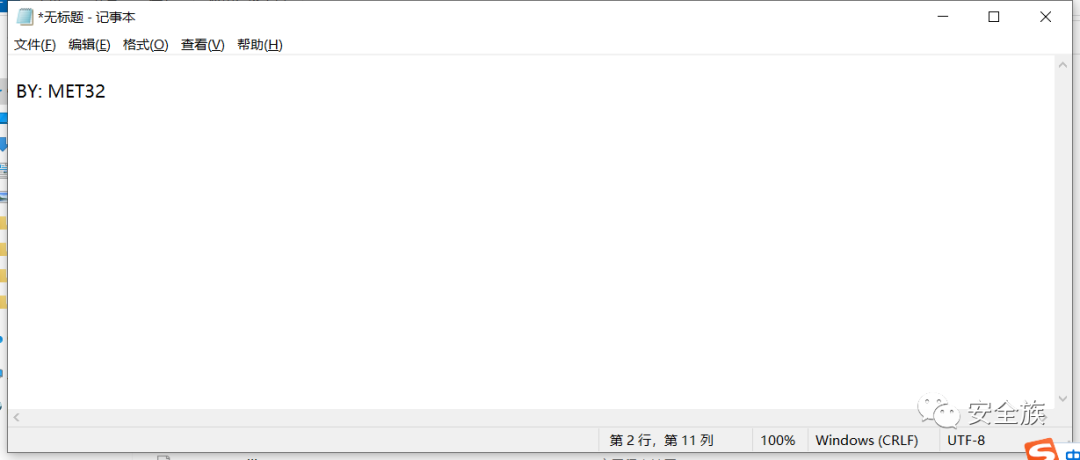 *无标题 - 记事本
文件(F) 编辑(E) 格式(O) 查看(V) 帮助(H)
BY: MET32
安全族
第 2 行，第 11 列 100% Windows (CRLF) UTF-8
中